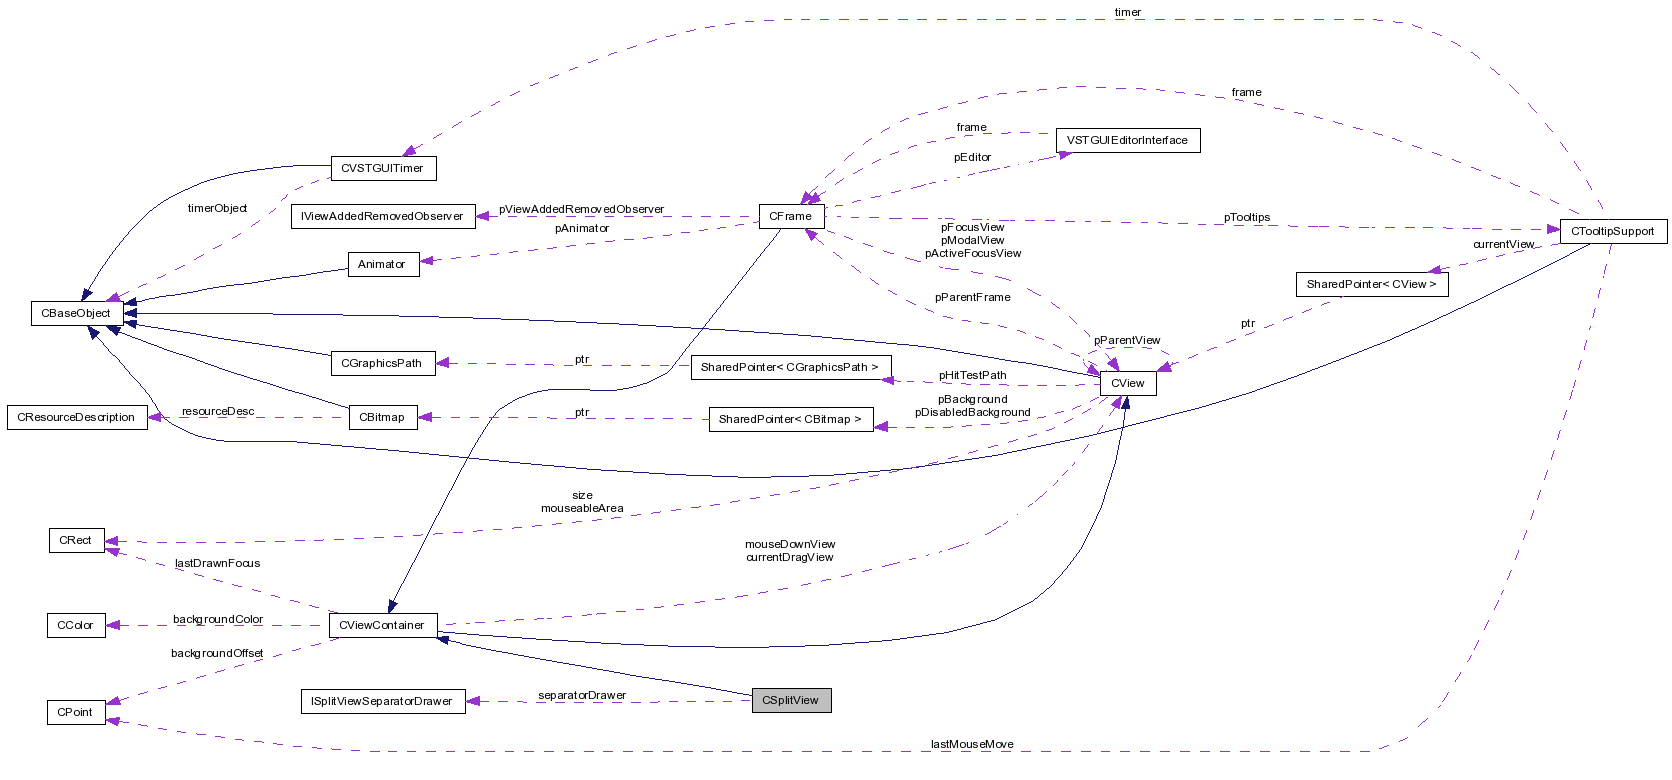 timer
frame
frame
VSTGUIEditorInterface
pEditor
CVSTGUITimer
timerObject
IViewAddedRemovedObserver
pViewAddedRemovedObserver
CFrame
pTooltips
CTooltipSupport
pAnimator
pFocusView
pModalView
pActiveFocusView
currentView
Animator
SharedPointer< CView >
pParentFrame
CBaseObject
ptr
pParentView
CGraphicsPath
ptr
SharedPointer< CGraphicsPath >
pHitTestPath
CView
CResourceDescription
resourceDesc
CBitmap
ptr
SharedPointer< CBitmap >
pBackground
pDisabledBackground
size
mouseableArea
CRect
mouseDownView
currentDragView
lastDrawnFocus
CColor
backgroundColor
CViewContainer
backgroundOffset
ISplitViewSeparatorDrawer
separatorDrawer
CSplitView
CPoint
lastMouseMove